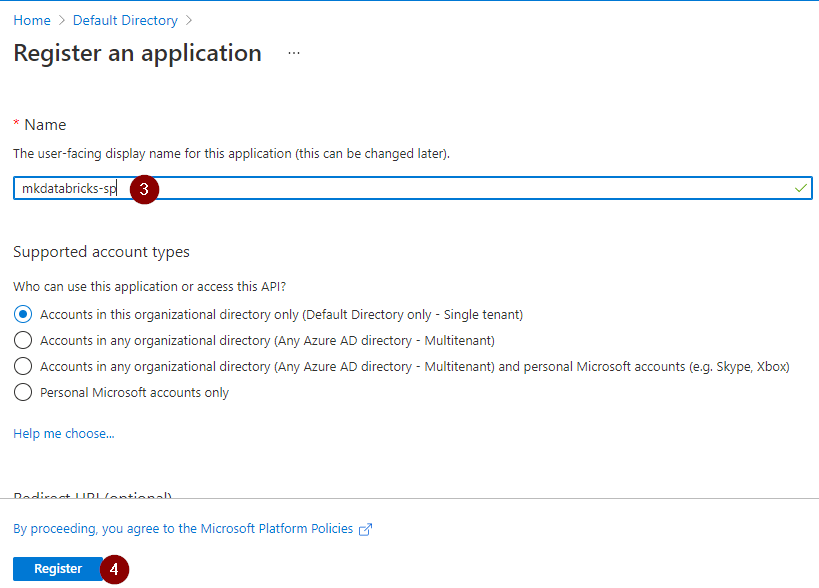 Home > Default Directory >
Register an application ...
* Name
The user-facing display name for this application (this can be changed later).
mkdatabricks-sp 3
Supported account types
Who can use this application or access this API?
Accounts in this organizational directory only (Default Directory only - Single tenant)
Accounts in any organizational directory (Any Azure AD directory - Multitenant)
Accounts in any organizational directory (Any Azure AD directory - Multitenant) and personal Microsoft accounts (e.g. Skype, Xbox)
Personal Microsoft accounts only
Help me choose...
Redirect URI (optional)
By proceeding, you agree to the Microsoft Platform Policies
Register 4